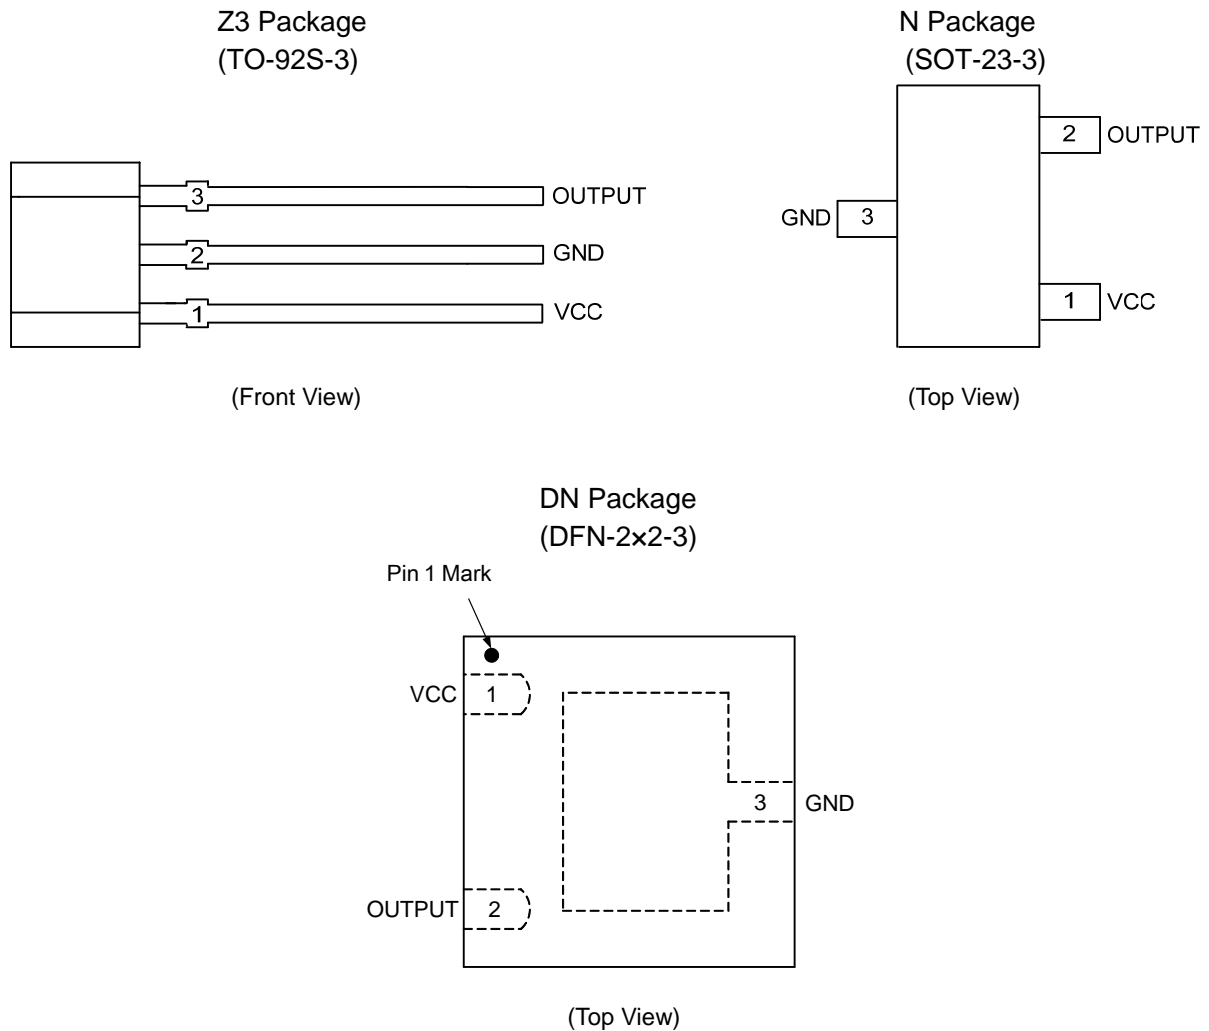 Z3 Package
(TO-92S-3)
3
OUTPUT
2
GND
1
VCC
(Front View)
N Package
(SOT-23-3)
2
OUTPUT
GND
3
1
VCC
(Top View)
DN Package
(DFN-2×2-3)
Pin 1 Mark
VCC
1
3
GND
OUTPUT
2
(Top View)